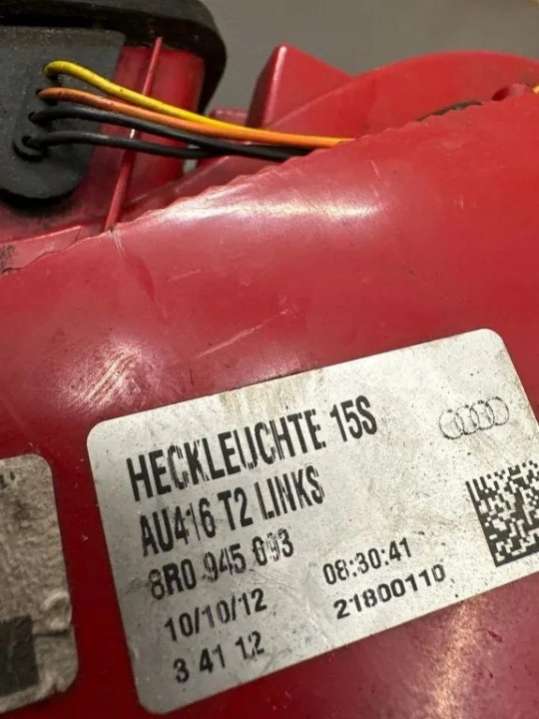 HECKLEUCHTE 15S
AU416 T2 LINKS
8R0 945 093
10/10/12 08:30:41
3 41 12 21800110